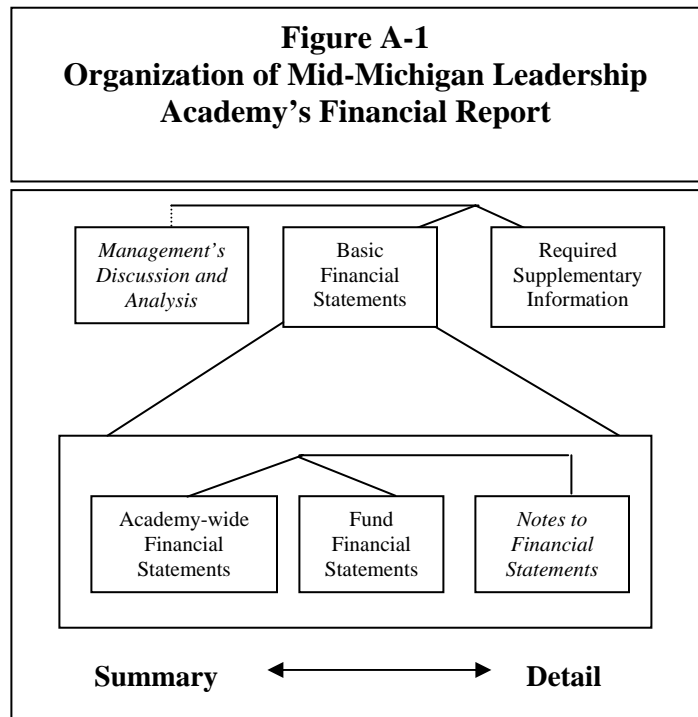 Figure A-1
Organization of Mid-Michigan Leadership
Academy's Financial Report
Management's
Discussion and
Analysis
Basic
Financial
Statements
Required
Supplementary
Information
Academy-wide
Financial
Statements
Fund
Financial
Statements
Notes to
Financial
Statements
Summary
Detail